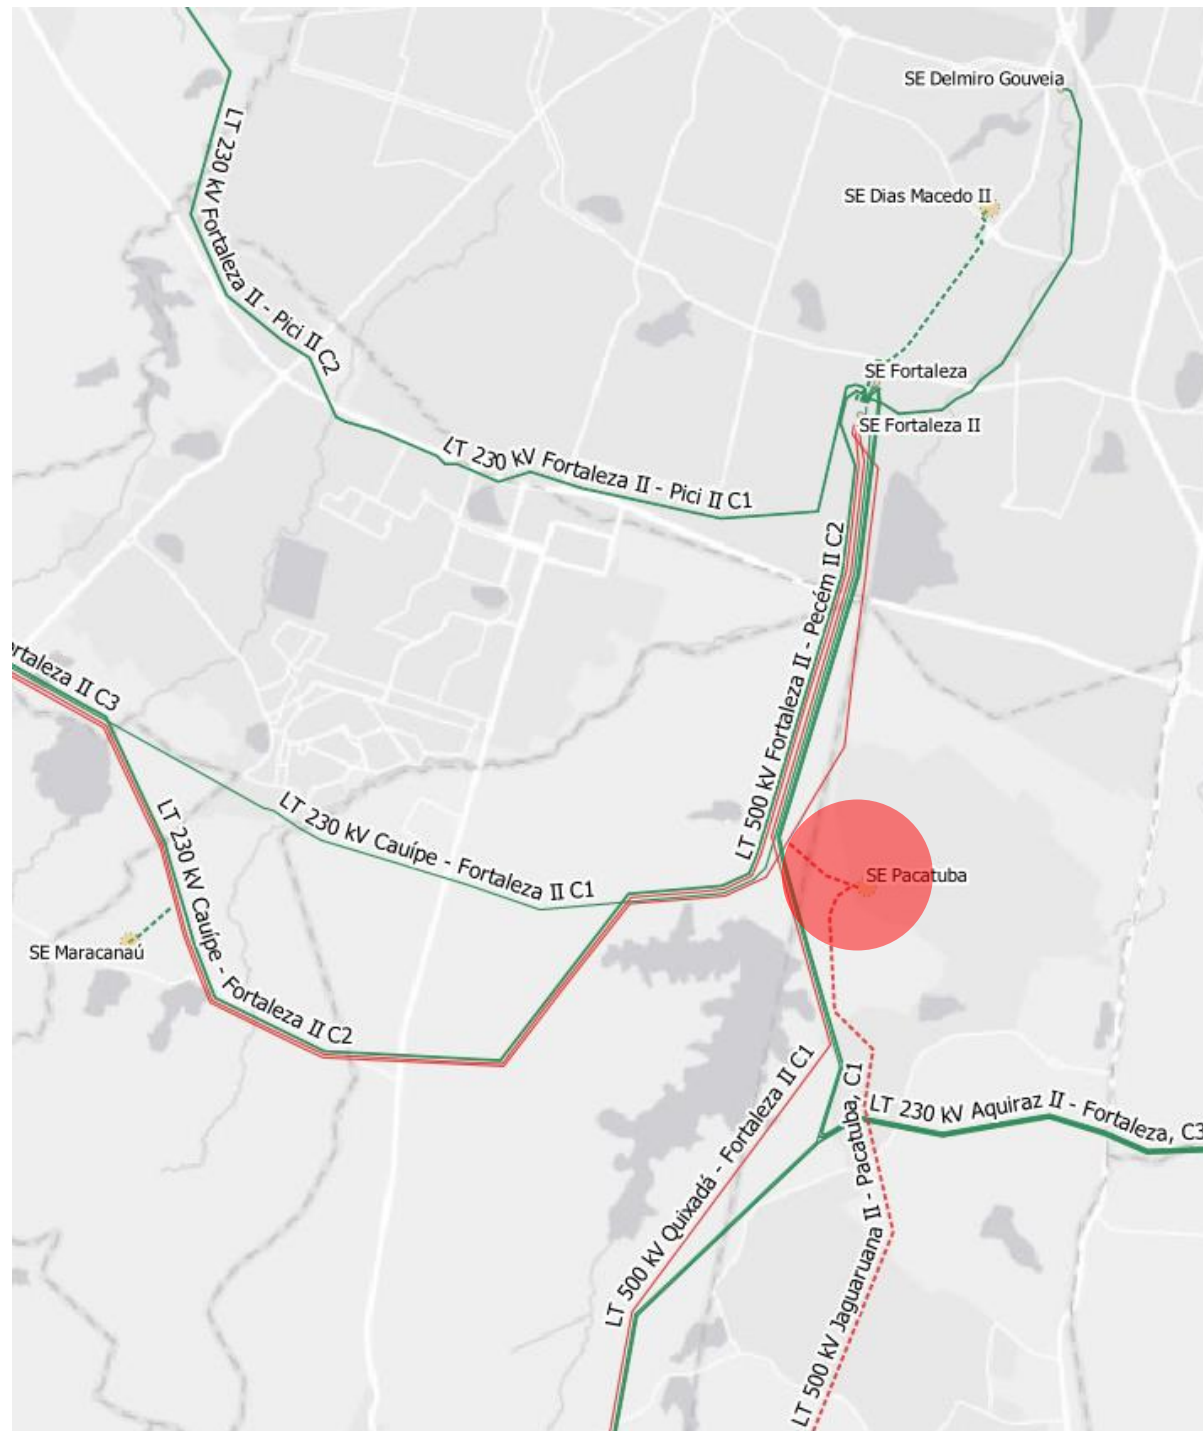 SE Delmiro Gouveia
SE Dias Macedo II
LT 230 kV Fortaleza II - Pici II C2
SE Fortaleza
SE Fortaleza II
LT 230 kV Fortaleza II - Pici II C1
LT 500 kV Fortaleza II - Pecém II C2
ortaleza II C3
LT 230 kV Cauípe - Fortaleza II C1
LT 230 kV Cauípe - Fortaleza II C2
SE Pacatuba
SE Maracanaú
LT 500 kV Quixadá - Fortaleza II C1
LT 500 kV Jaguaruana II - Pacatuba, C1
LT 230 kV Aquiraz II - Fortaleza, C3